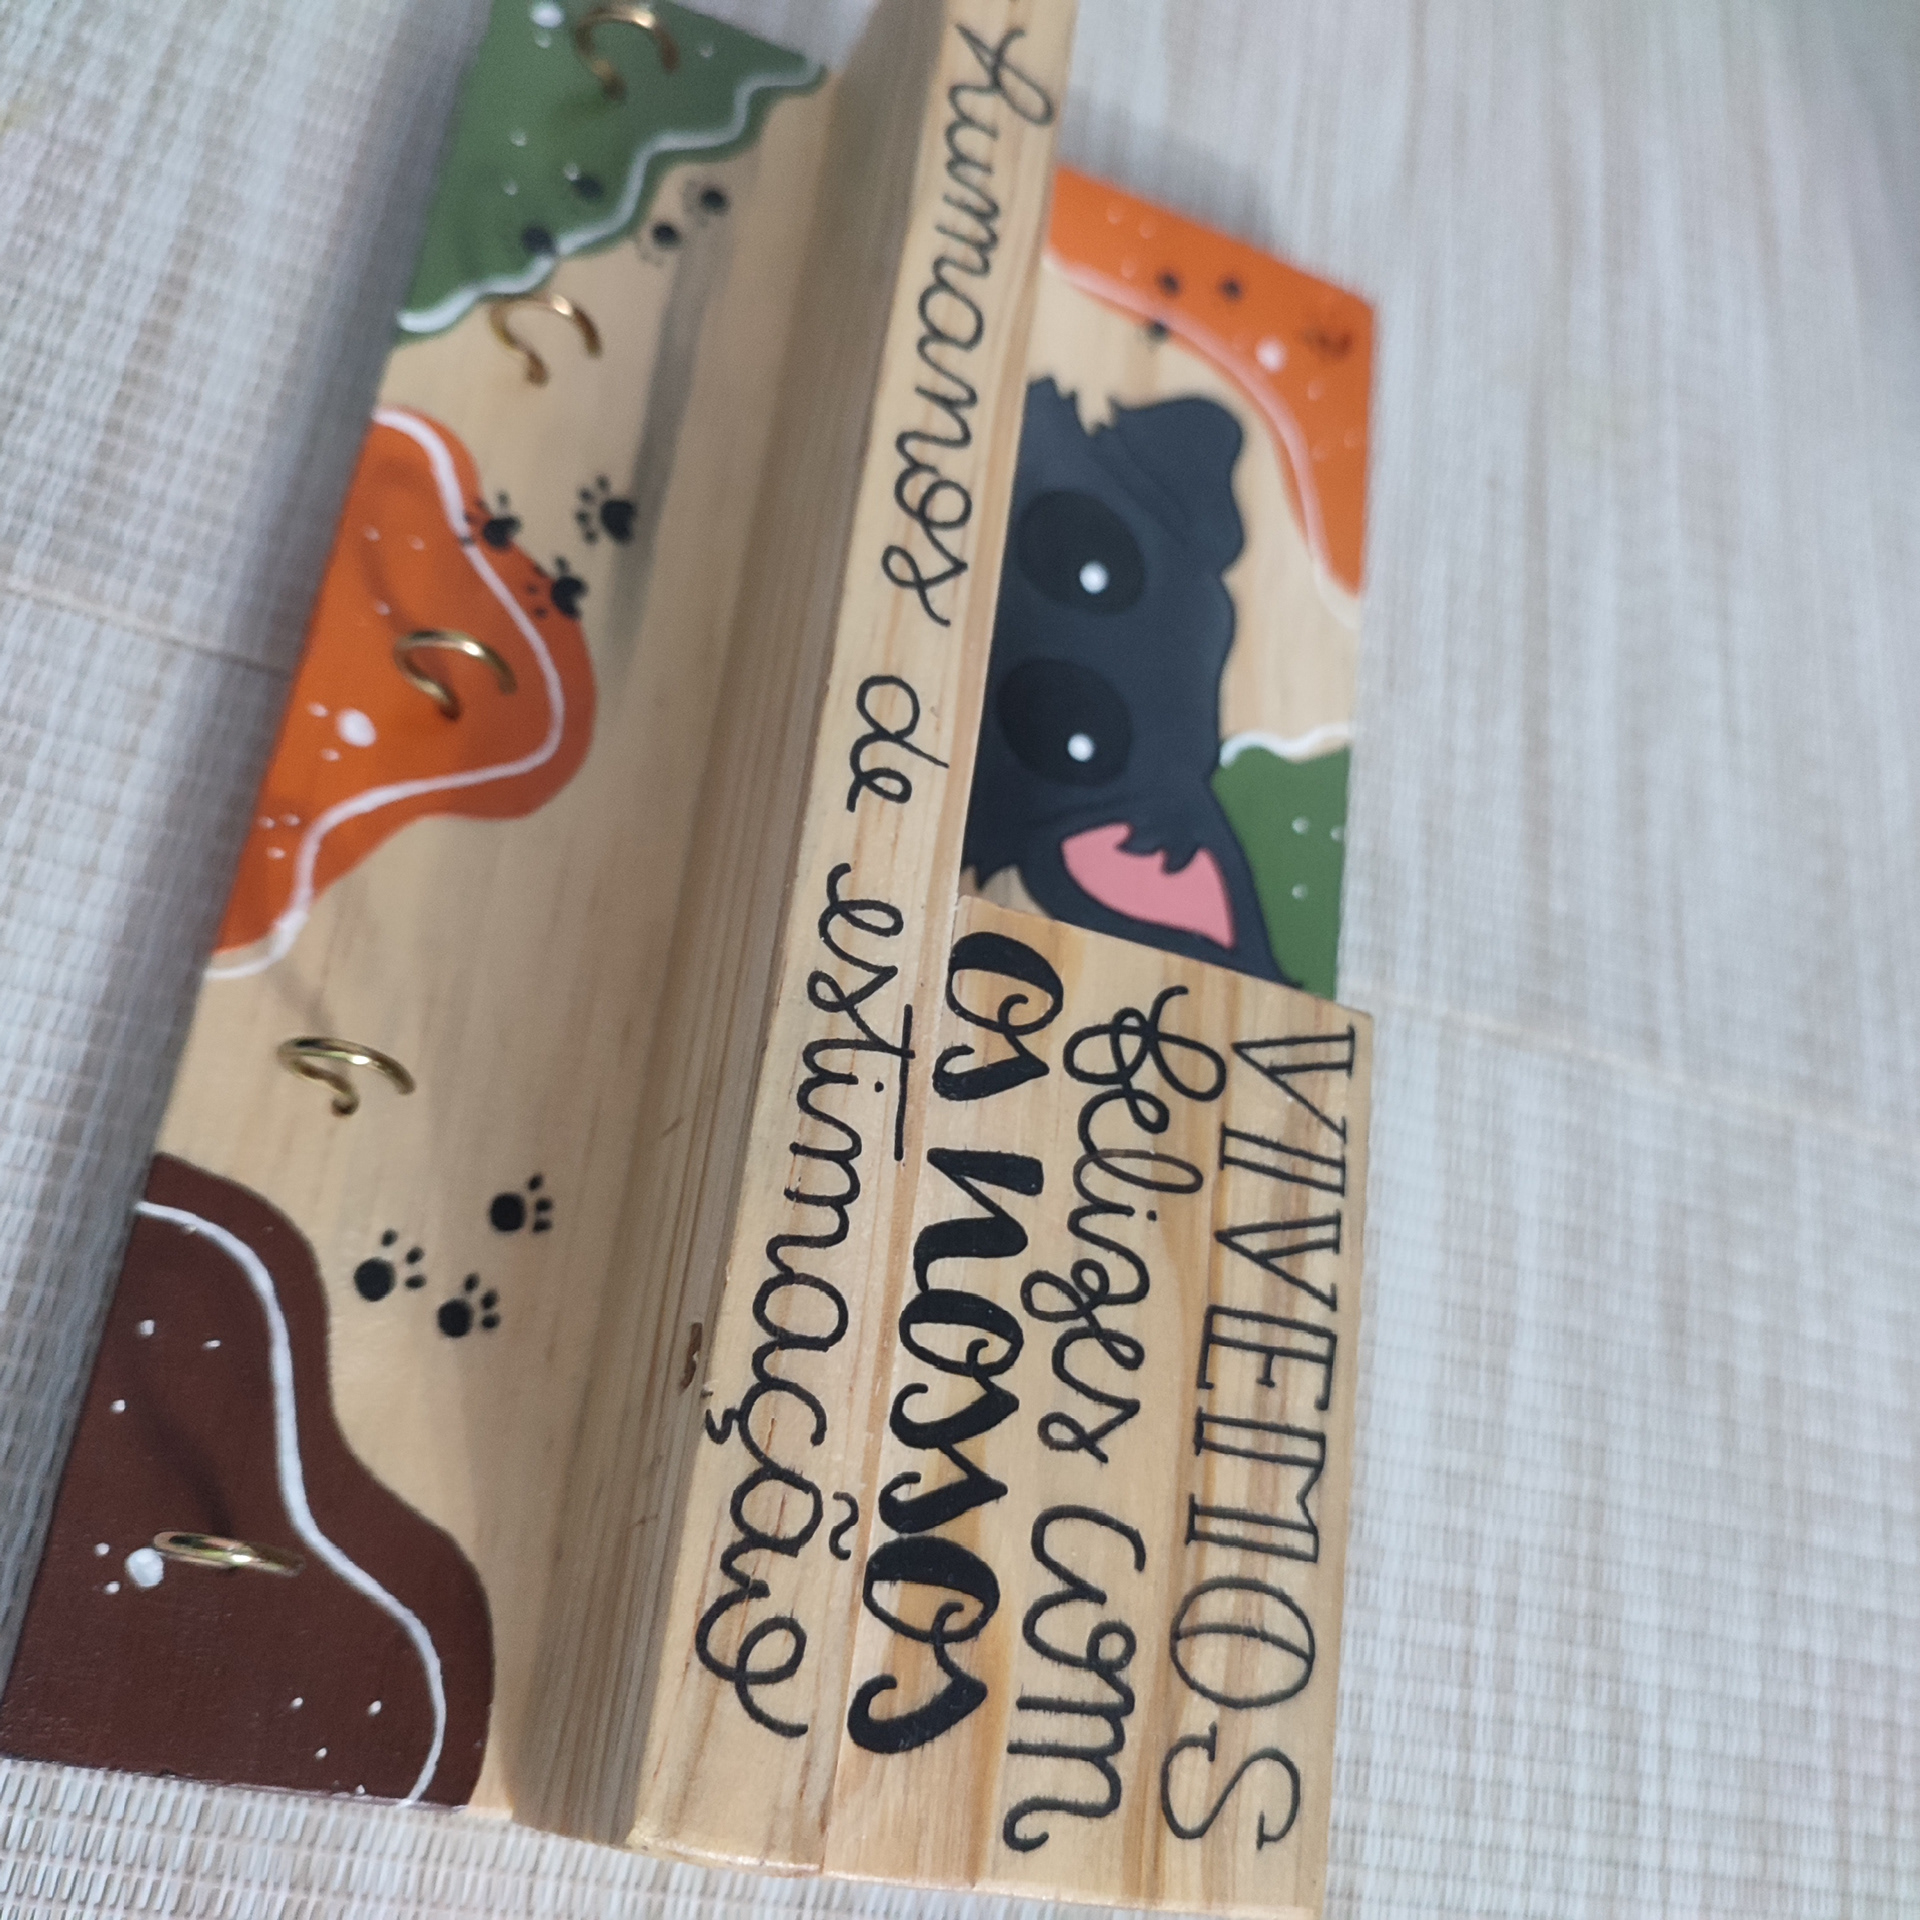 VIVEMOS
felizes com
os nossos
humanos de estimação